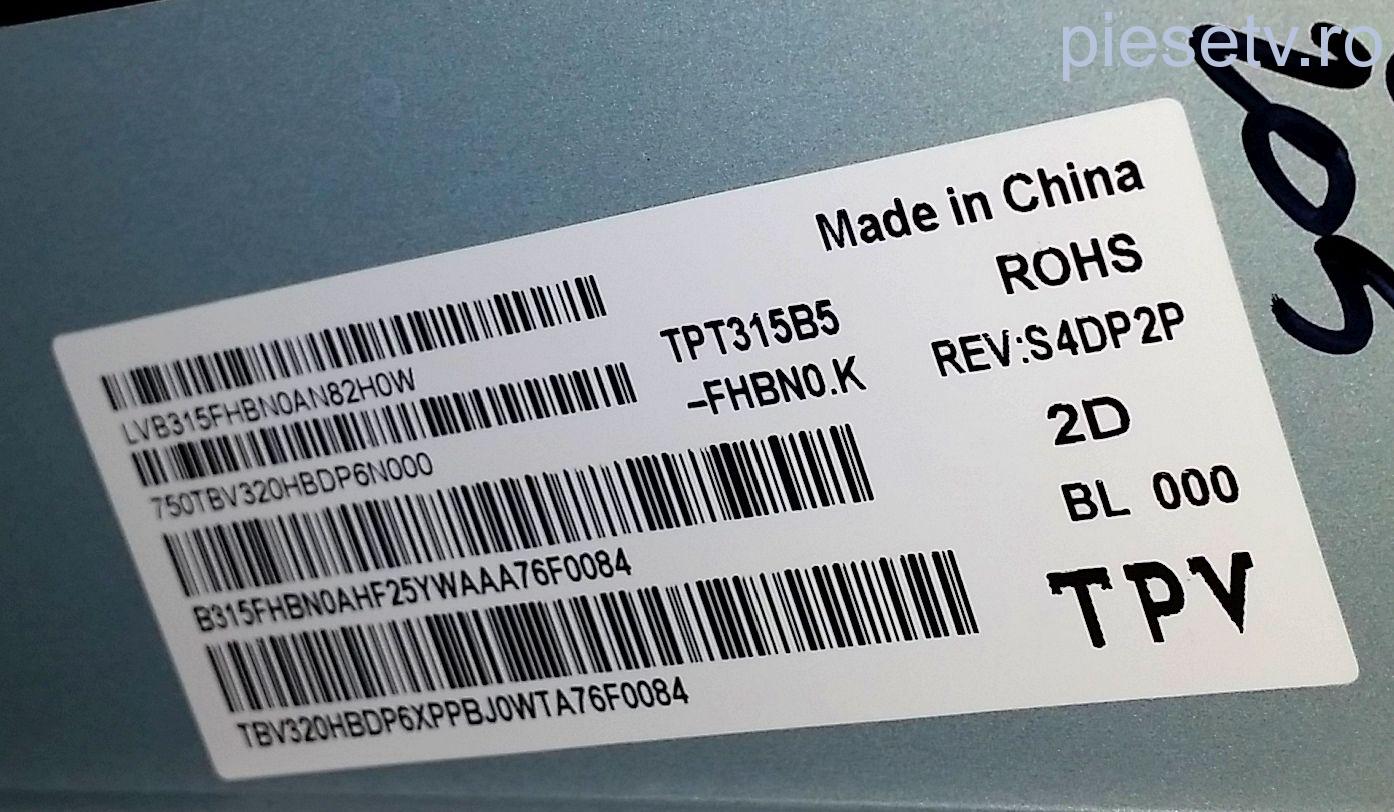 piesetv.ro
Made in China
ROHS
LVB315FHBN0AN82H0W
TPT315B5
-FHBN0.K
REV:S4DP2P
750TBV320HBDP6N000
2D
B315FHBN0AHF25YWAAA76F0084
BL 000
TBV320HBDP6XPPBJ0WTA76F0084
TPV